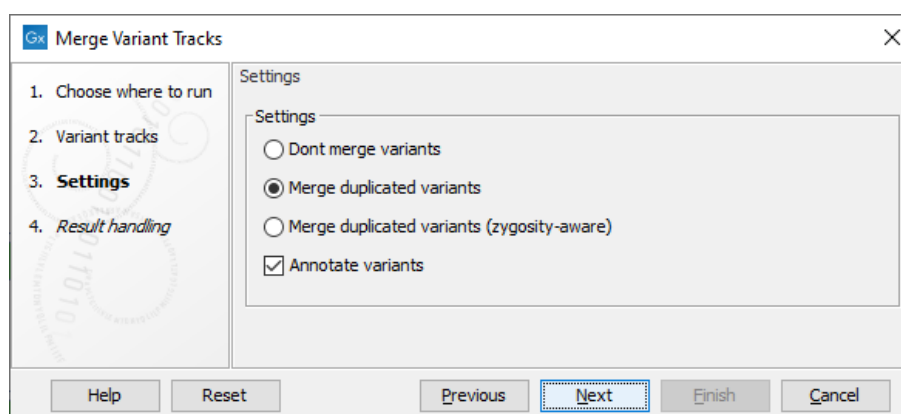 Gx Merge Variant Tracks
1. Choose where to run
2. Variant tracks
3. Settings
4. Result handling
Settings
Settings
Dont merge variants
Merge duplicated variants
Merge duplicated variants (zygosity-aware)
Annotate variants
Help Reset Previous Next Finish Cancel